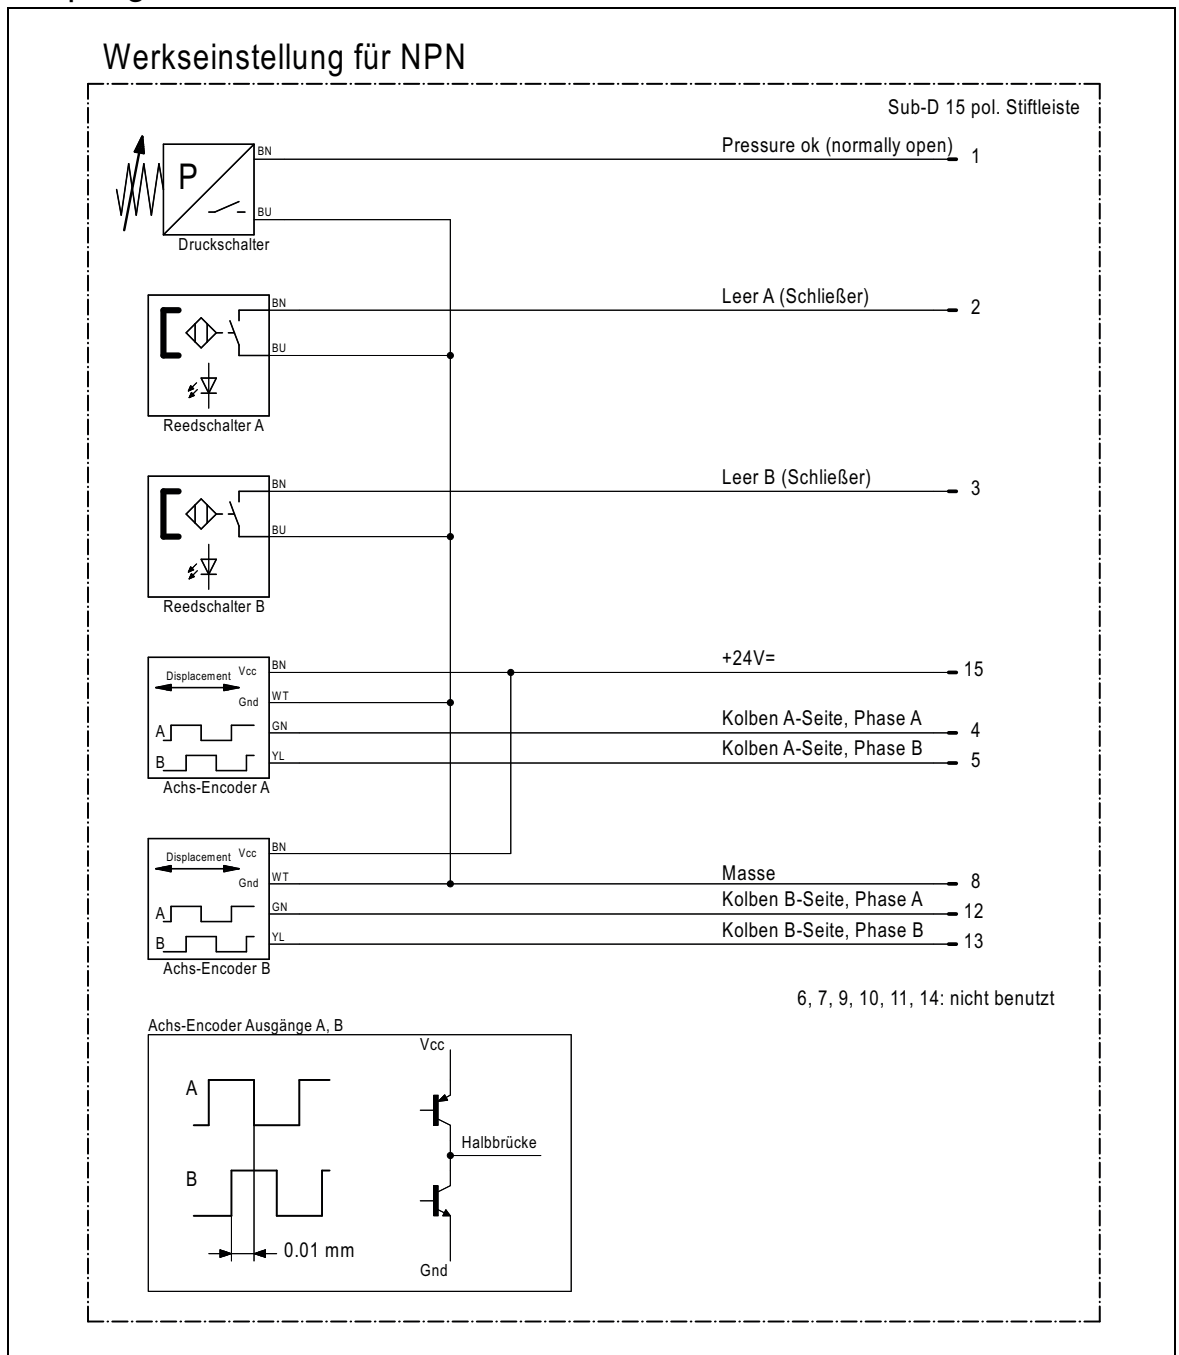 Werkseinstellung für NPN
Sub-D 15 pol. Stiftleiste
Pressure ok (normally open)
1
BN
P
BU
Druckschalter
Leer A (Schließer)
2
BN
BU
Reedschalter A
Leer B (Schließer)
3
BN
BU
Reedschalter B
+24V=
15
Displacement Vcc BN
Gnd WT
Kolben A-Seite, Phase A
4
A GN
Kolben A-Seite, Phase B
5
B YL
Achs-Encoder A
Displacement Vcc BN
Gnd WT
Masse
8
Kolben B-Seite, Phase A
12
A GN
Kolben B-Seite, Phase B
13
B YL
Achs-Encoder B
6, 7, 9, 10, 11, 14: nicht benutzt
Achs-Encoder Ausgänge A, B
Vcc
A
Halbbrücke
B
0.01 mm
Gnd